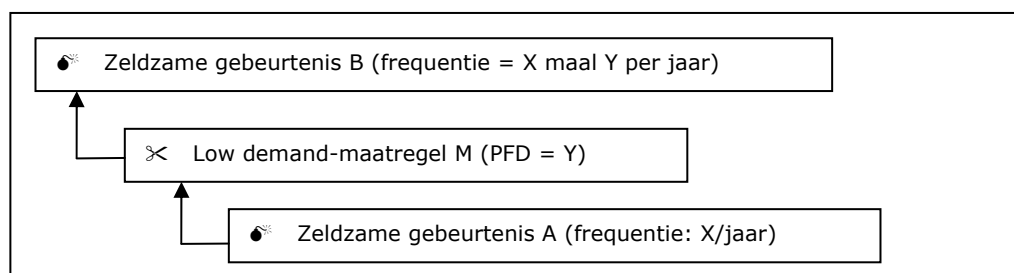 Zeldzame gebeurtenis B (frequentie = X maal Y per jaar)
Low demand-maatregel M (PFD = Y)
Zeldzame gebeurtenis A (frequentie: X/jaar)